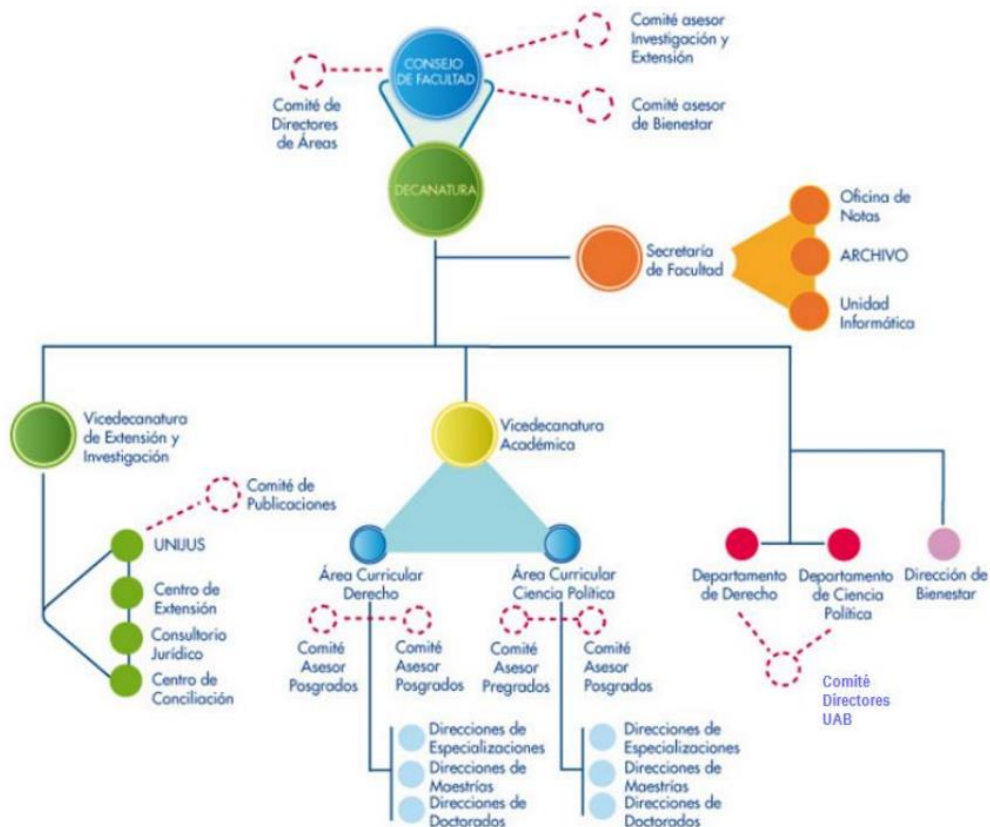 CONSEJO
DE FACULTAD
Comité asesor
Investigación y
Extensión
Comité de
Directores
de Áreas
Comité asesor
de Bienestar
DECANATURA
Secretaría
de Facultad
Oficina de
Notas
ARCHIVO
Unidad
Informática
Vicedecanatura
de Extensión y
Investigación
Vicedecanatura
Académica
Comité de
Publicaciones
UNIJUS
Centro de
Extensión
Consultorio
Jurídico
Centro de
Conciliación
Área Curricular
Derecho
Área Curricular
Ciencia Política
Comité
Asesor
Posgrados
Comité
Asesor
Posgrados
Comité
Asesor
Pregrados
Comité
Asesor
Posgrados
Direcciones de
Especializaciones
Direcciones de
Maestrías
Direcciones de
Doctorados
Direcciones de
Especializaciones
Direcciones de
Maestrías
Direcciones de
Doctorados
Departamento
de Derecho
Departamento
de Ciencia
Política
Dirección de
Bienestar
Comité
Directores
UAB